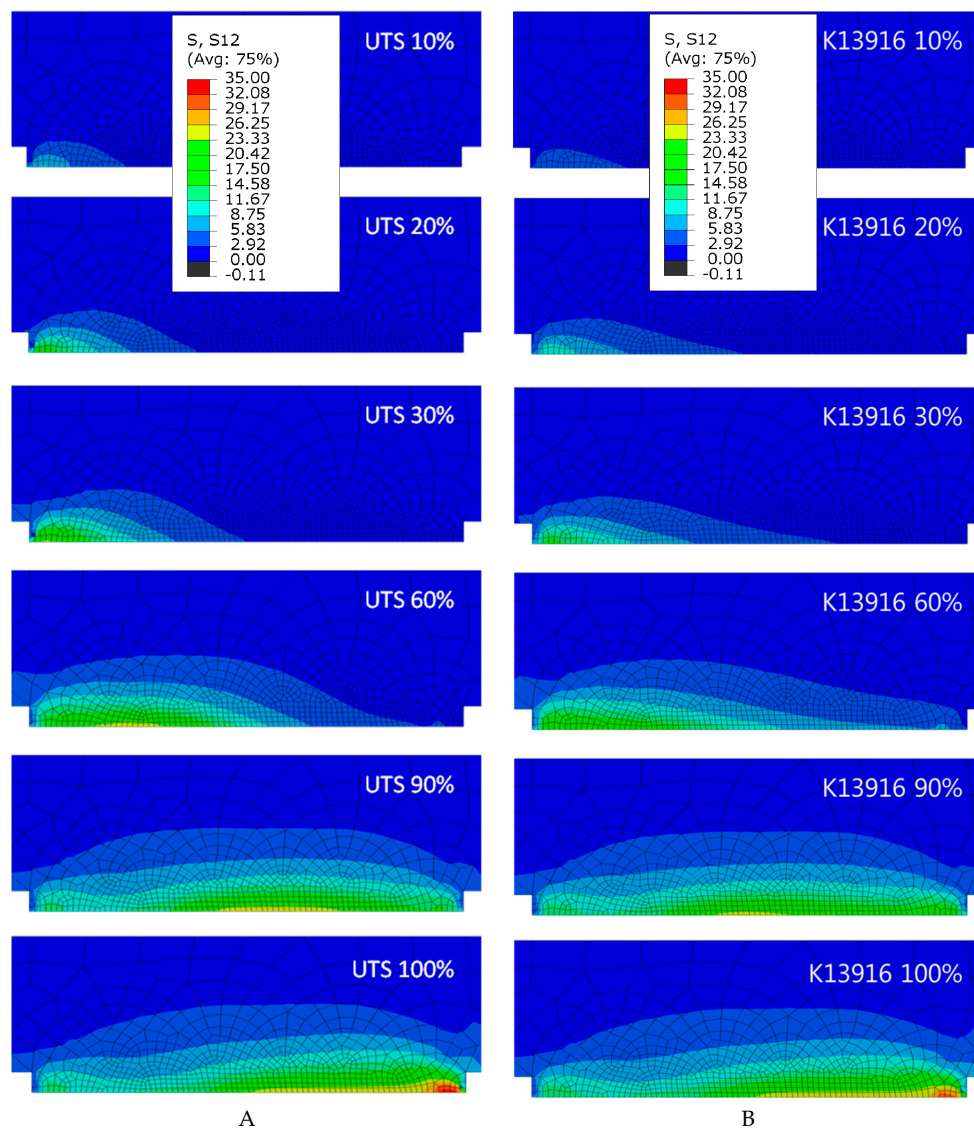 S, S12
(Avg: 75%)
35.00
32.08
29.17
26.25
23.33
20.42
17.50
14.58
11.67
8.75
5.83
2.92
0.00
-0.11
UTS 10%
UTS 20%
UTS 30%
UTS 60%
UTS 90%
UTS 100%
A
S, S12
(Avg: 75%)
35.00
32.08
29.17
26.25
23.33
20.42
17.50
14.58
11.67
8.75
5.83
2.92
0.00
-0.11
K13916 10%
K13916 20%
K13916 30%
K13916 60%
K13916 90%
K13916 100%
B